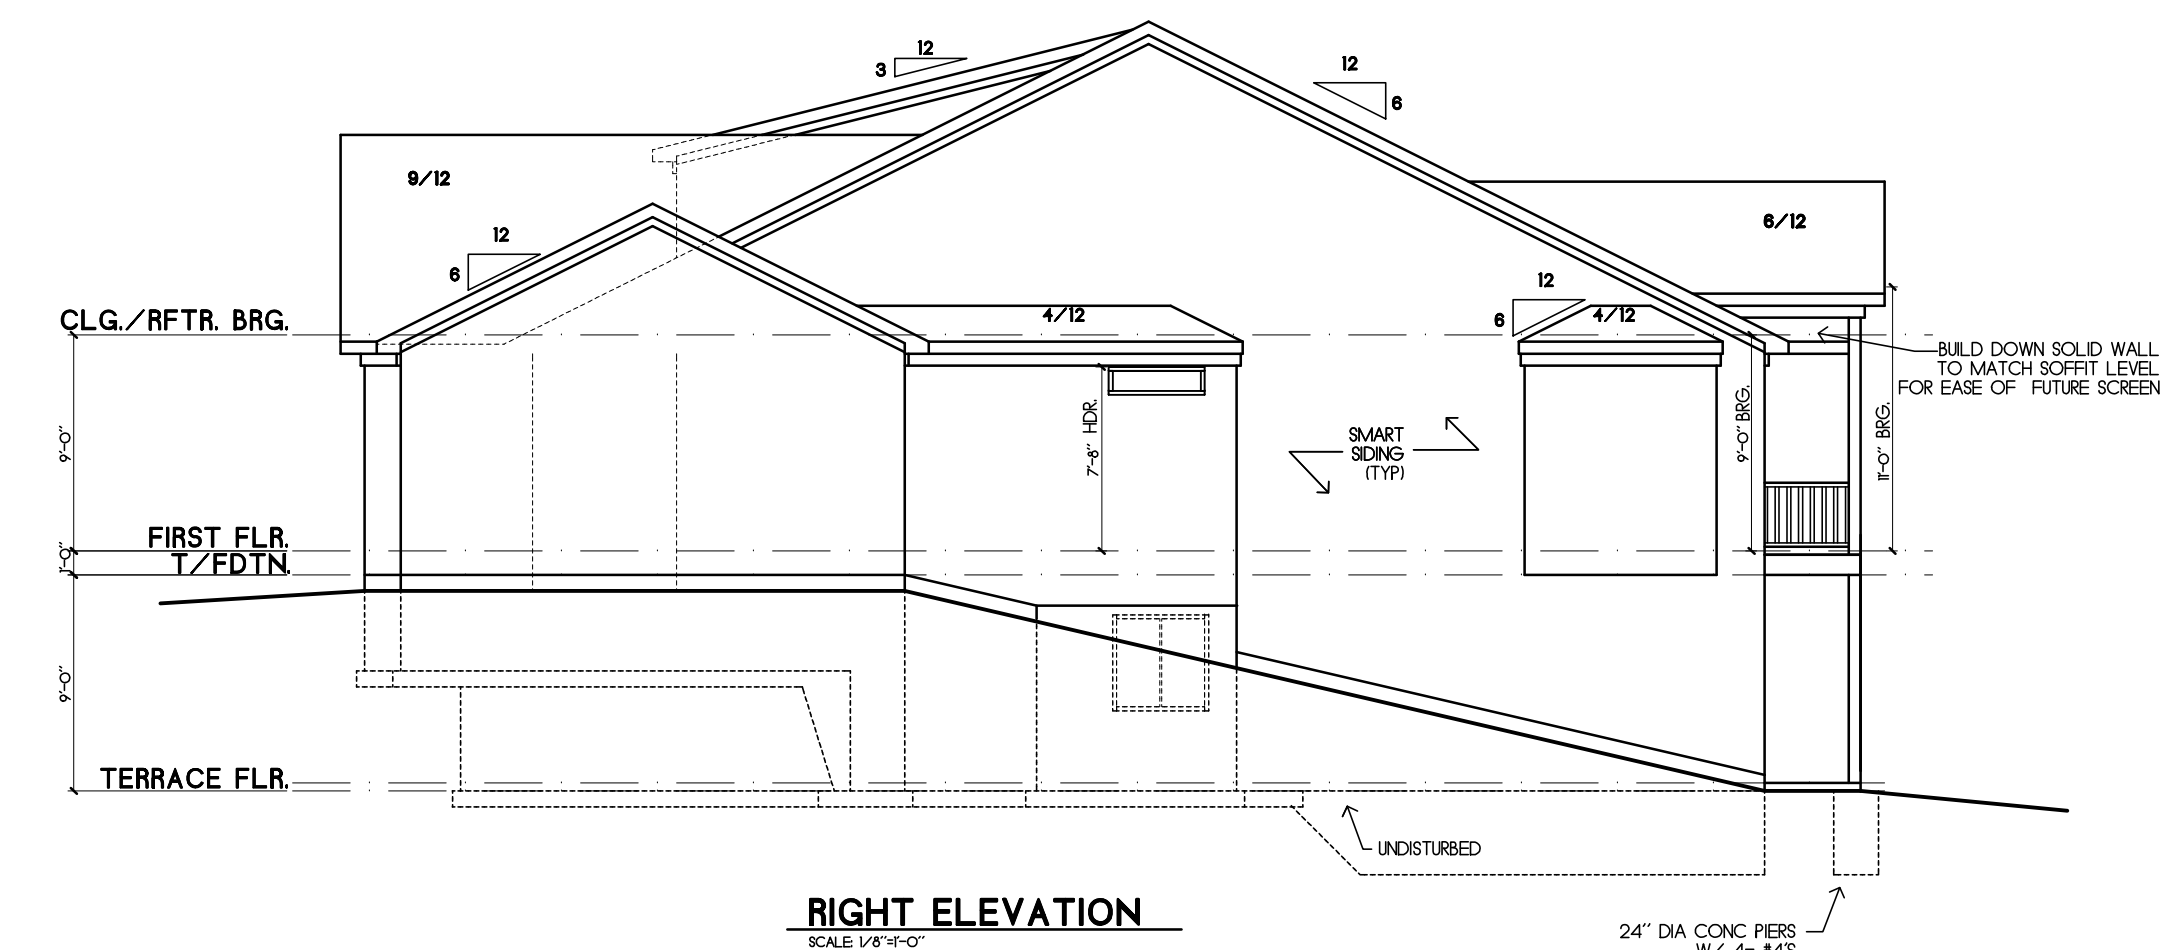 12
3
12
6
9/12
6/12
12
6
12
6
4/12
4/12
CLG./RFTR. BRG.
BUILD DOWN SOLID WALL
TO MATCH SOFFIT LEVEL
FOR EASE OF FUTURE SCREEN
9'-0"
7'-8" HDR.
SMART
SIDING
(TYP)
9'-0" BRG.
11'-0" BRG.
FIRST FLR.
1'-0"
T/FDTN.
9'-0"
TERRACE FLR.
UNDISTURBED
RIGHT ELEVATION
SCALE: 1/8"=1'-0"
24" DIA CONC PIERS
W/ 4- #4'S